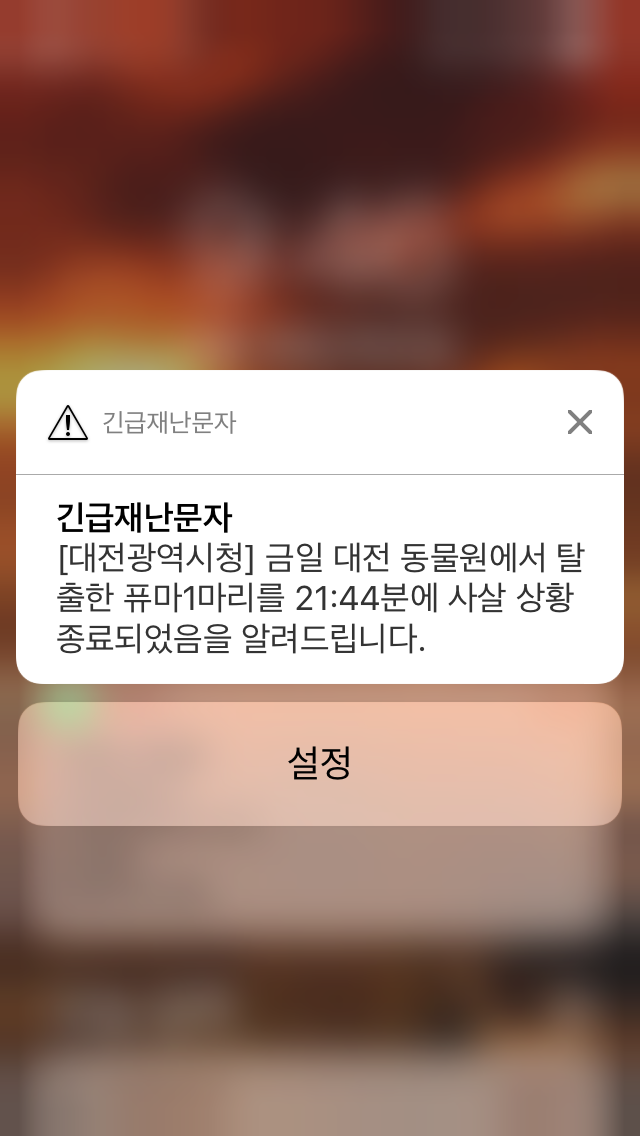 긴급재난문자
긴급재난문자
[대전광역시청] 금일 대전 동물원에서 탈
출한 퓨마1마리를 21:44분에 사살 상황
종료되었음을 알려드립니다.
설정